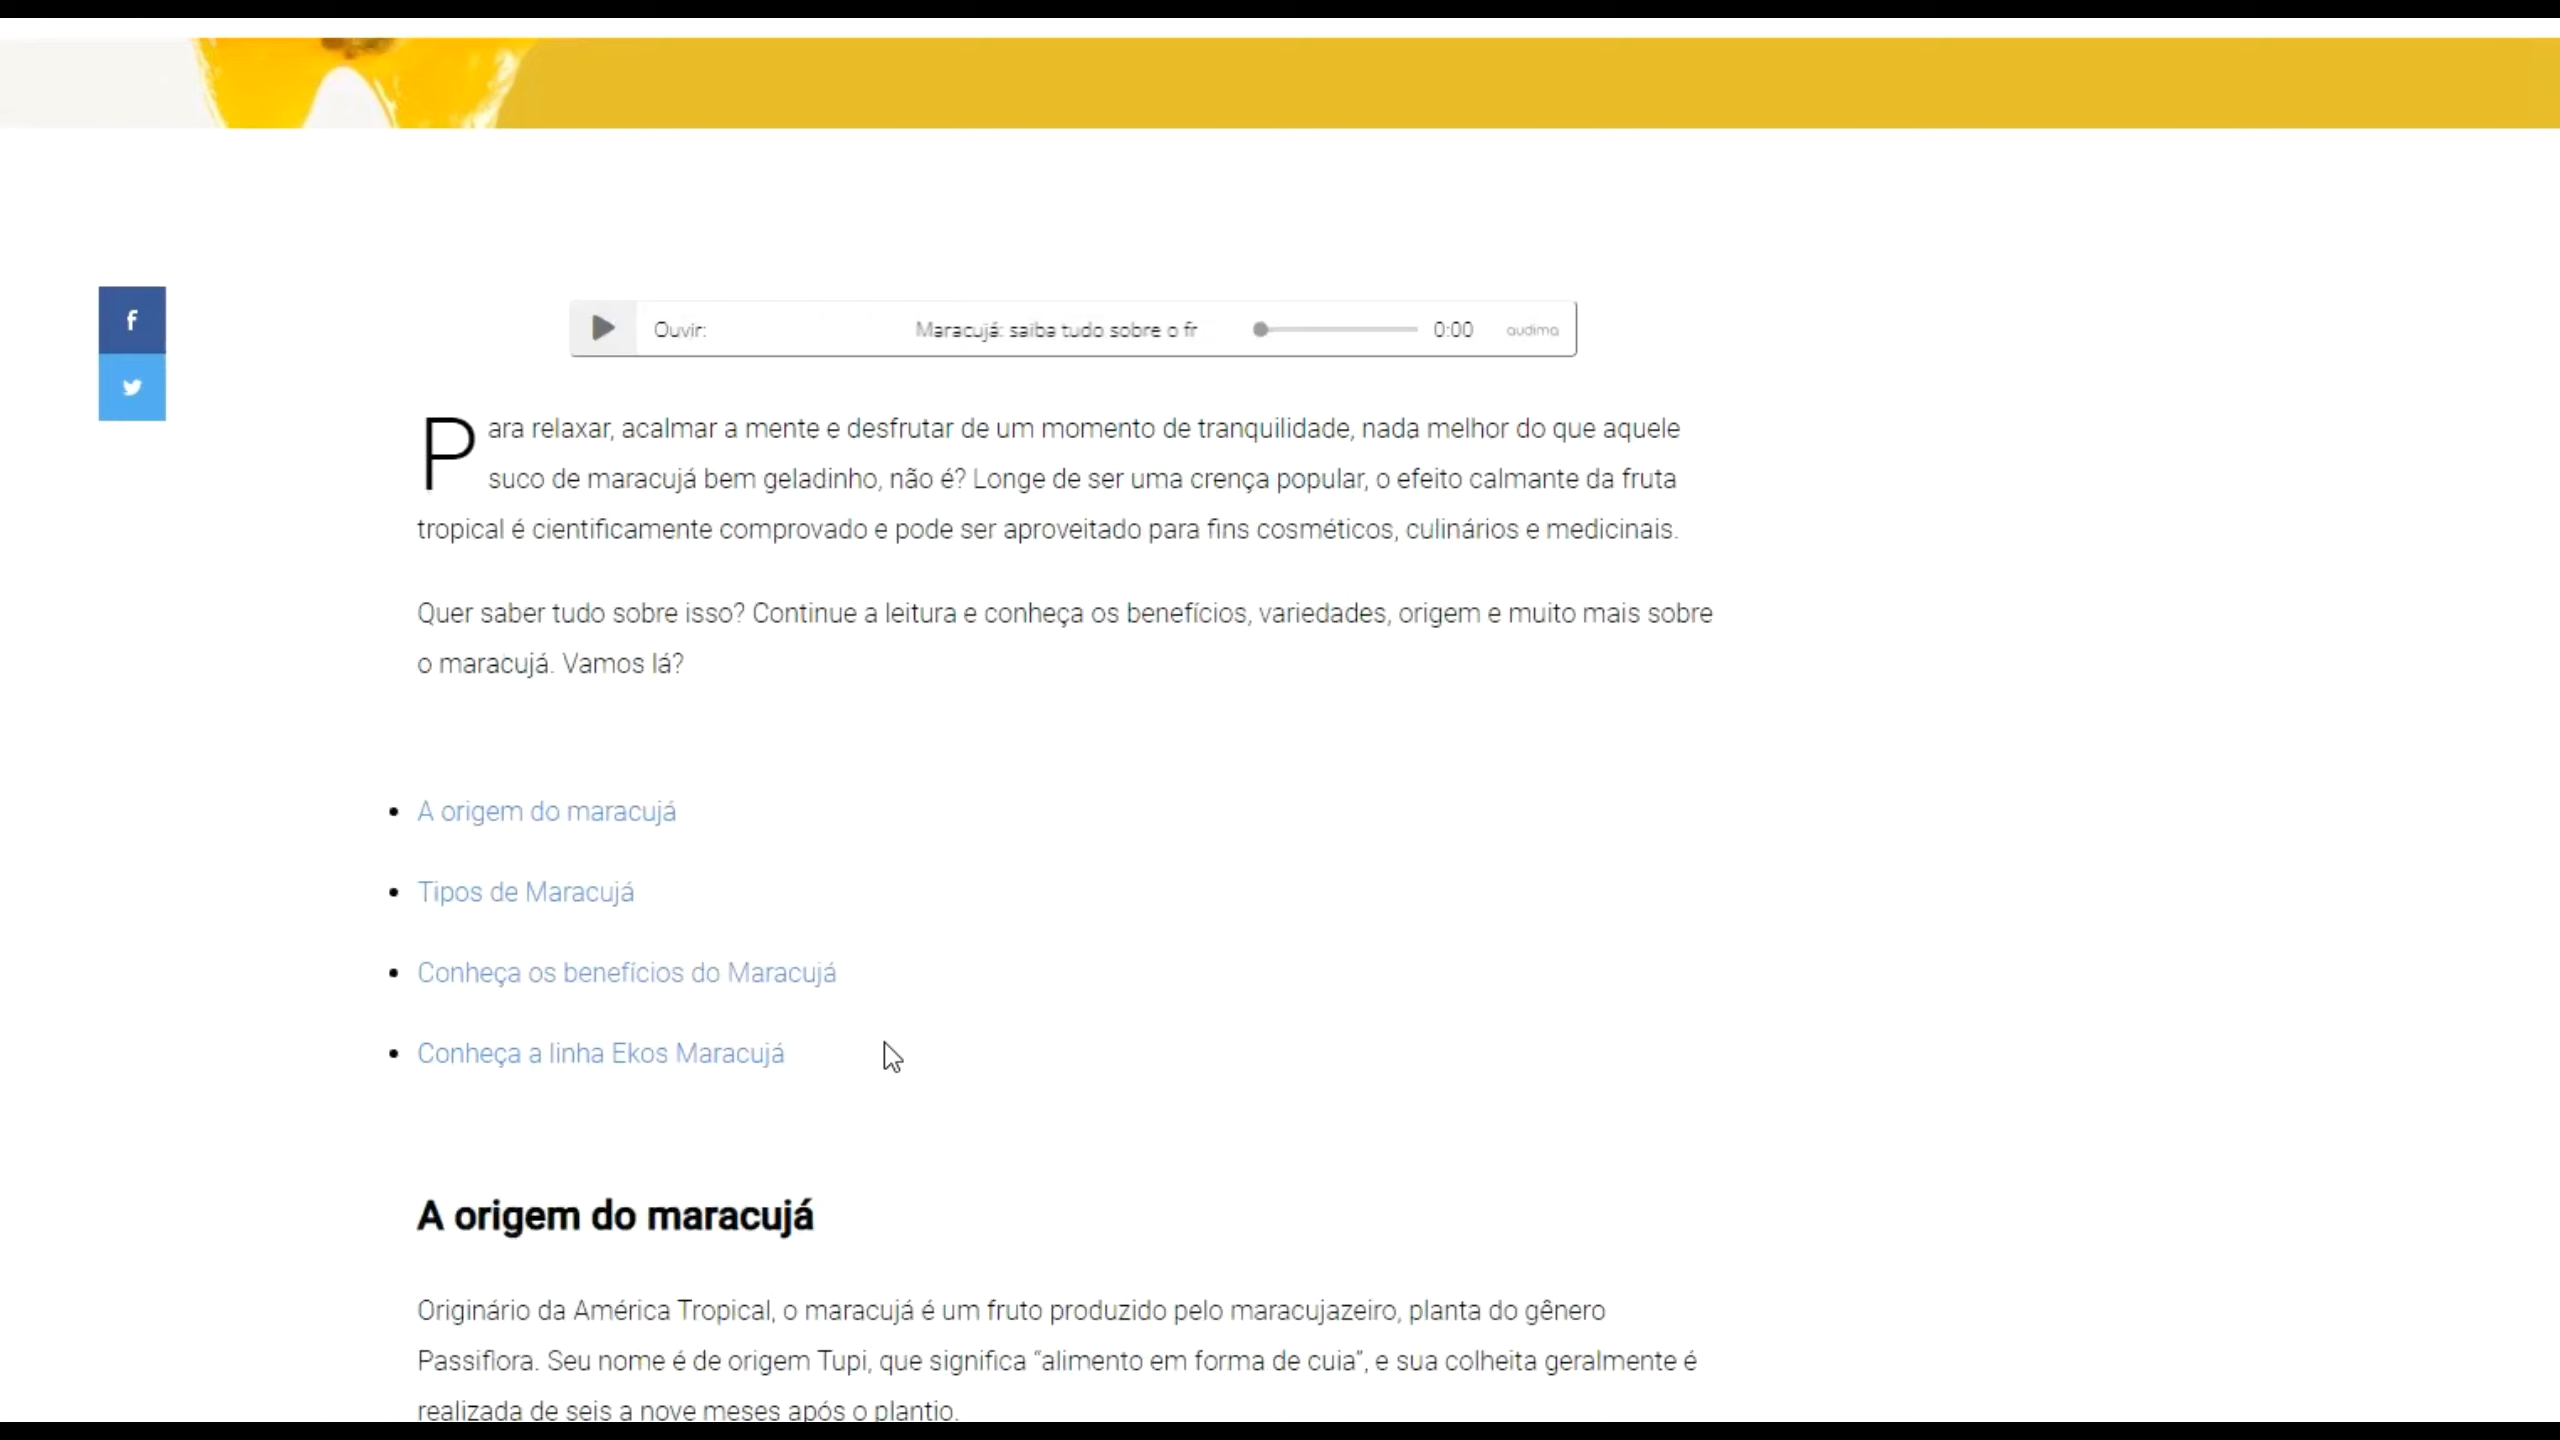 f
Ouvir:
Maracujá: saiba tudo sobre o fr
0:00
audima
Para relaxar, acalmar a mente e desfrutar de um momento de tranquilidade, nada melhor do que aquele
suco de maracujá bem geladinho, não é? Longe de ser uma crença popular, o efeito calmante da fruta
tropical é cientificamente comprovado e pode ser aproveitado para fins cosméticos, culinários e medicinais.
Quer saber tudo sobre isso? Continue a leitura e conheça os benefícios, variedades, origem e muito mais sobre
o maracujá. Vamos lá?
• A origem do maracujá
• Tipos de Maracujá
• Conheça os benefícios do Maracujá
• Conheça a linha Ekos Maracujá
A origem do maracujá
Originário da América Tropical, o maracujá é um fruto produzido pelo maracujazeiro, planta do gênero
Passiflora. Seu nome é de origem Tupi, que significa “alimento em forma de cuia”, e sua colheita geralmente é
realizada de seis a nove meses após o plantio.